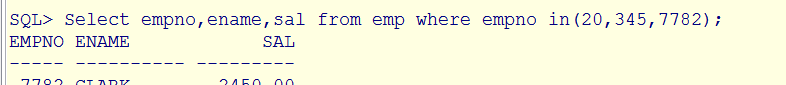 SQL> Select empno,ename,sal from emp where empno in(20,345,7782);
EMPNO ENAME            SAL
----- ---------- ---------
 7782 CLARK        2450.00